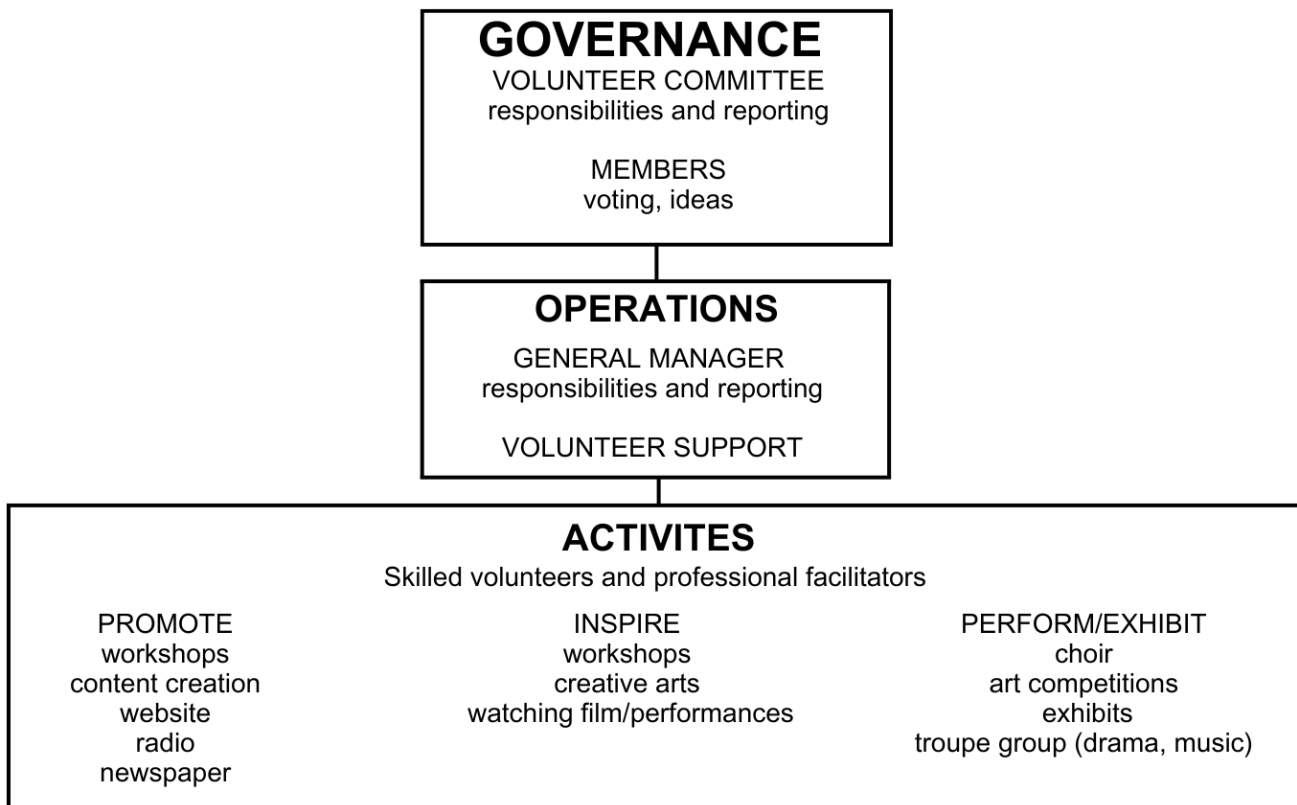 GOVERNANCE
VOLUNTEER COMMITTEE
responsibilities and reporting
MEMBERS
voting, ideas
OPERATIONS
GENERAL MANAGER
responsibilities and reporting
VOLUNTEER SUPPORT
ACTIVITES
Skilled volunteers and professional facilitators
PROMOTE
workshops
content creation
website
radio
newspaper
INSPIRE
workshops
creative arts
watching film/performances
PERFORM/EXHIBIT
choir
art competitions
exhibits
troupe group (drama, music)